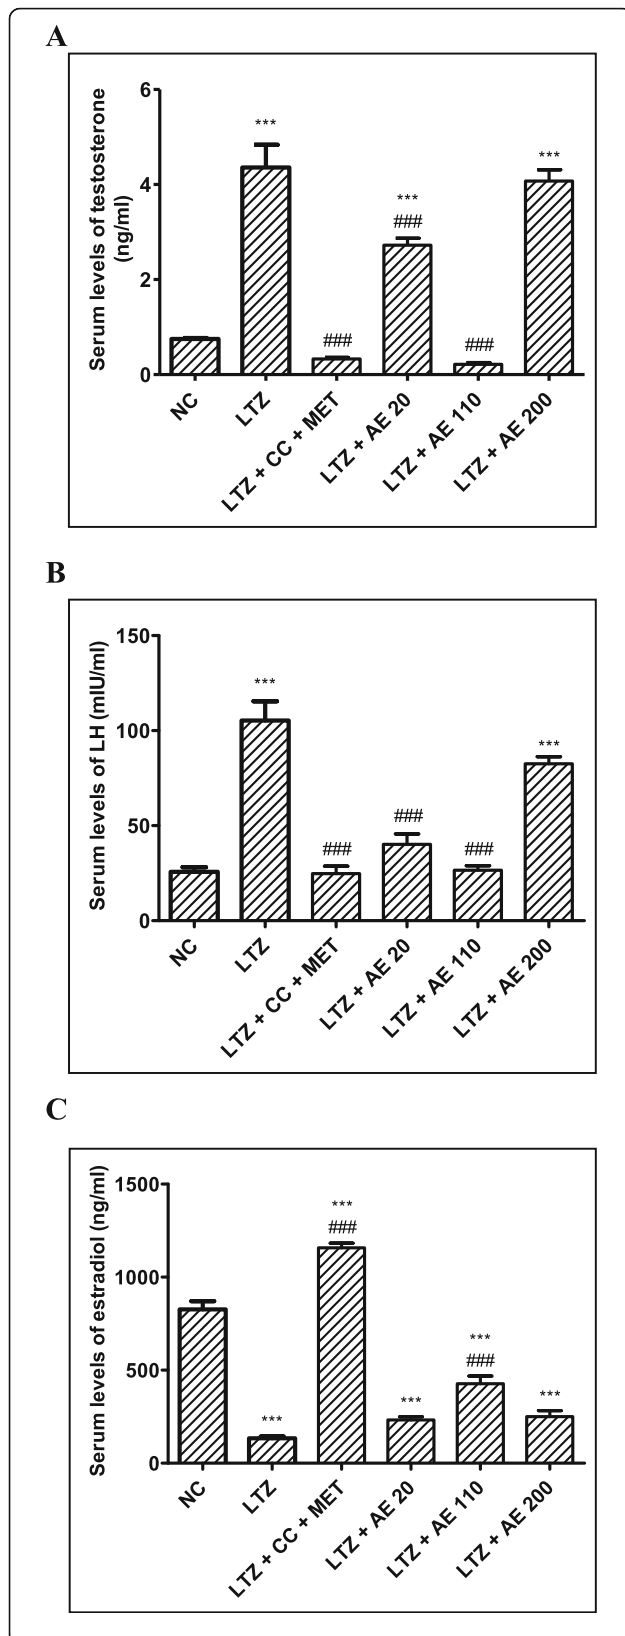 A
Serum levels of testosterone
(ng/ml)
6
4
2
0
***
***
###
***
###
###
NC
LTZ
LTZ + CC + MET
LTZ + AE 20
LTZ + AE 110
LTZ + AE 200
B
Serum levels of LH (mIU/ml)
150
100
50
0
***
***
###
###
###
NC
LTZ
LTZ + CC + MET
LTZ + AE 20
LTZ + AE 110
LTZ + AE 200
C
Serum levels of estradiol (ng/ml)
1500
1000
500
0
***
###
***
###
***
***
***
NC
LTZ
LTZ + CC + MET
LTZ + AE 20
LTZ + AE 110
LTZ + AE 200